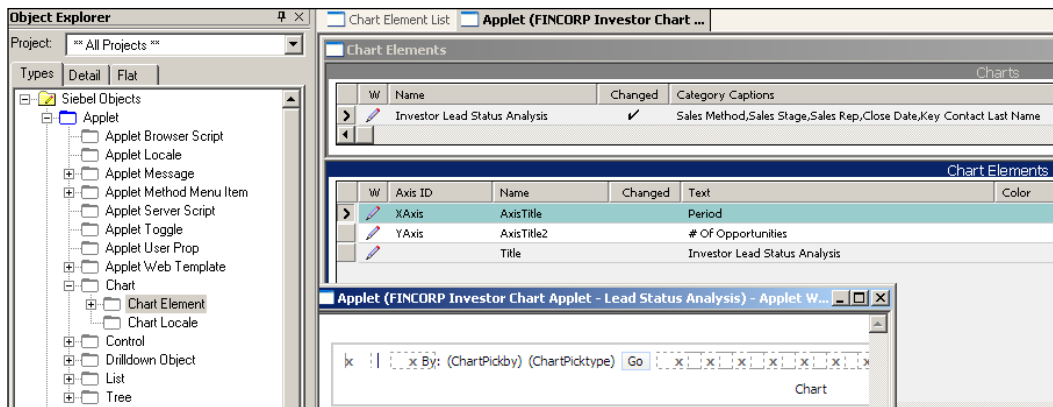 Object Explorer
Project: ** All Projects **
Types Detail Flat
Siebel Objects
Applet
Applet Browser Script
Applet Locale
Applet Message
Applet Method Menu Item
Applet Server Script
Applet Toggle
Applet User Prop
Applet Web Template
Chart
Chart Element
Chart Locale
Control
Drilldown Object
List
Tree
Chart Element List Applet (FINCORP Investor Chart ...
Chart Elements
Charts
W Name Changed Category Captions
Investor Lead Status Analysis ✓ Sales Method,Sales Stage,Sales Rep,Close Date,Key Contact Last Name
Chart Elements
W Axis ID Name Changed Text Color
XAxis AxisTitle Period
YAxis AxisTitle2 # Of Opportunities
Title Investor Lead Status Analysis
Applet (FINCORP Investor Chart Applet - Lead Status Analysis) - Applet W...
x x By: (ChartPickby) (ChartPicktype) Go x x x x x x x
Chart